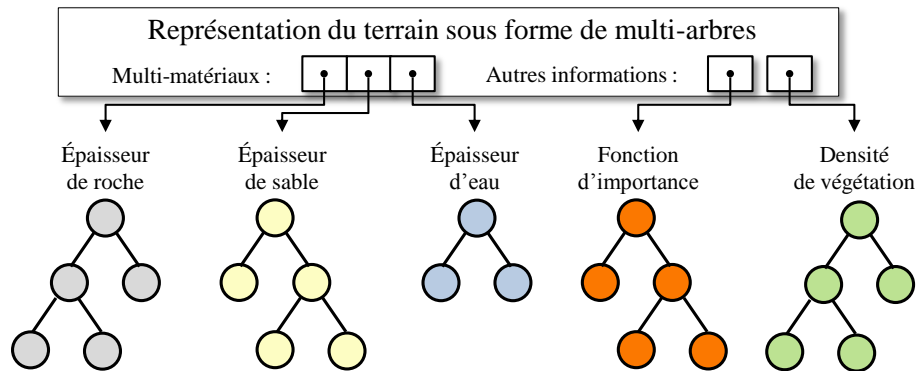 Représentation du terrain sous forme de multi-arbres
Multi-matériaux :
Autres informations :
Épaisseur
de roche
Épaisseur
de sable
Épaisseur
d’eau
Fonction
d’importance
Densité
de végétation